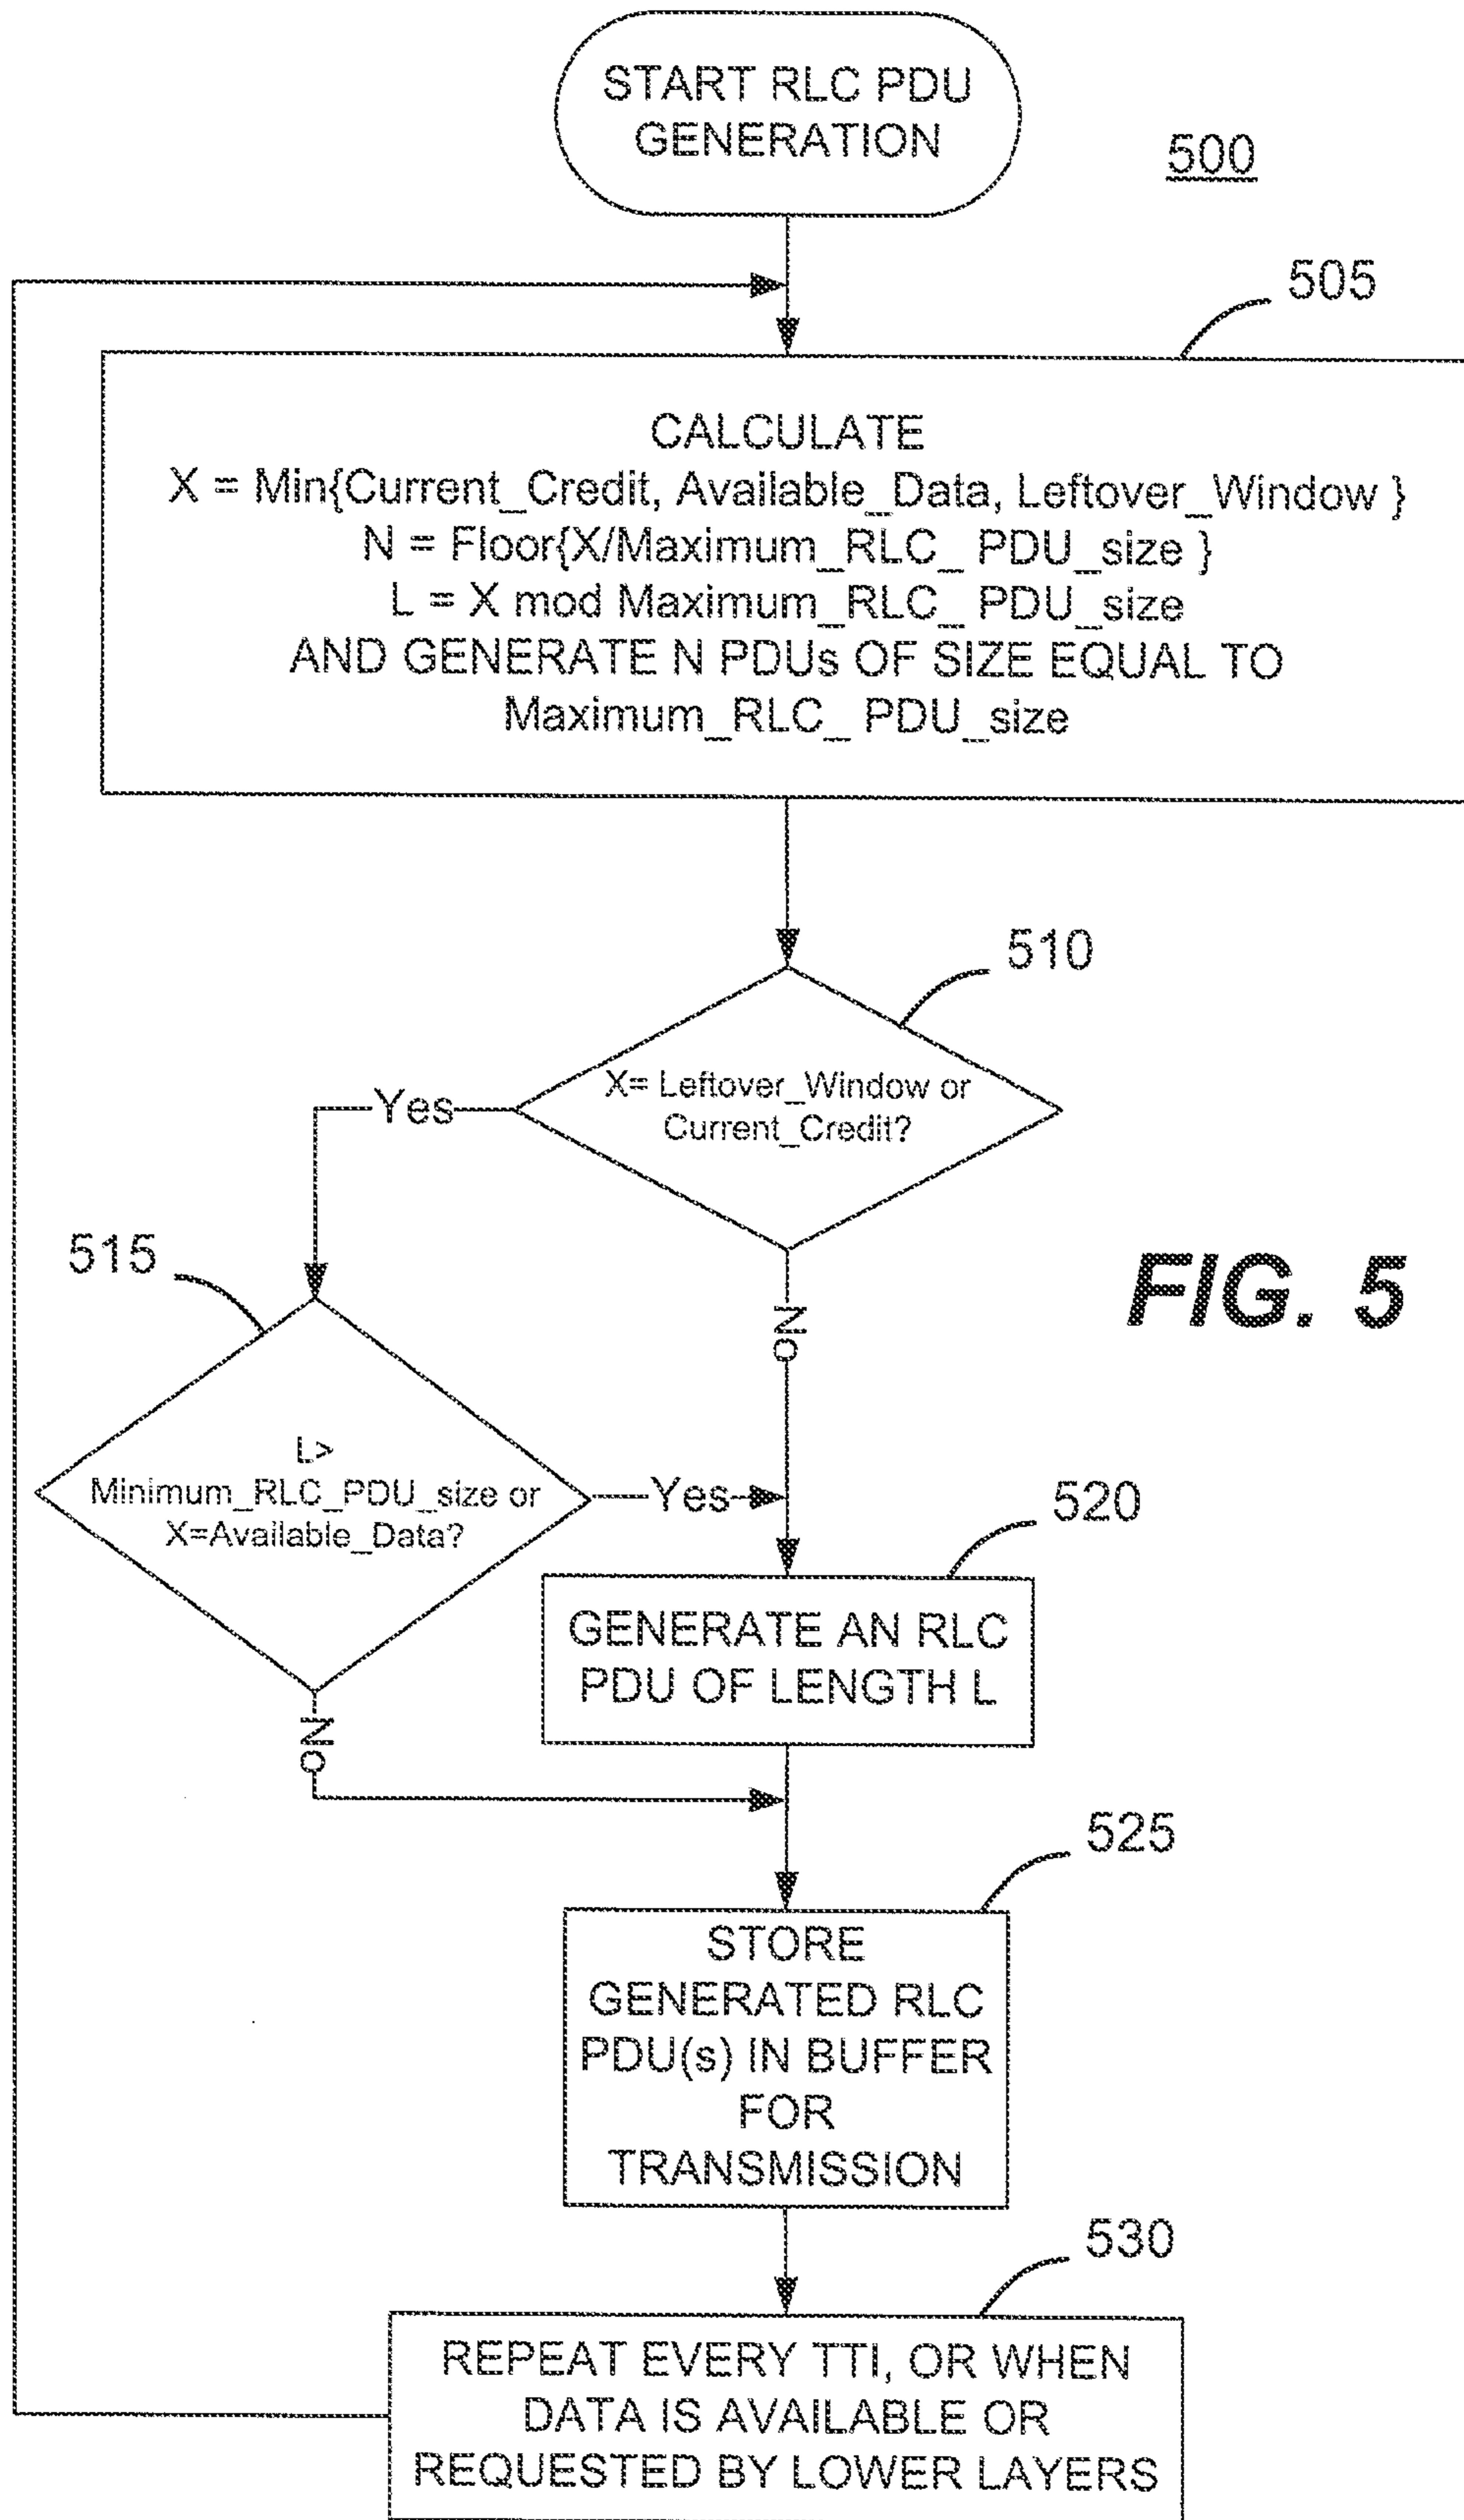 START RLC PDU
GENERATION
500
505
CALCULATE
X = Min{Current_Credit, Available_Data, Leftover_Window }
N = Floor{X/Maximum_RLC_ PDU_size }
L = X mod Maximum_RLC_ PDU_size
AND GENERATE N PDUs OF SIZE EQUAL TO
Maximum_RLC_ PDU_size
510
X= Leftover_Window or
Current_Credit?
Yes
No
515
L>
Minimum_RLC_PDU_size or
X=Available_Data?
Yes
No
FIG. 5
520
GENERATE AN RLC
PDU OF LENGTH L
525
STORE
GENERATED RLC
PDU(s) IN BUFFER
FOR
TRANSMISSION
530
REPEAT EVERY TTI, OR WHEN
DATA IS AVAILABLE OR
REQUESTED BY LOWER LAYERS